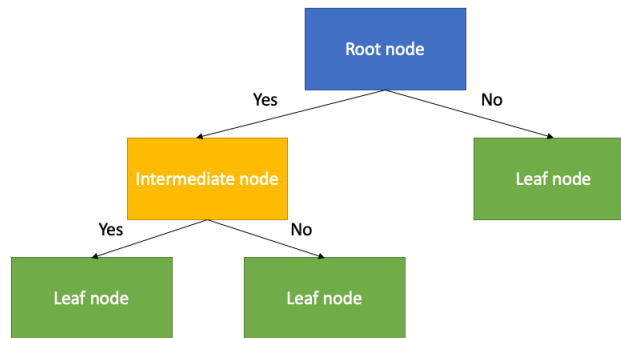 Root node
Yes
No
Intermediate node
Leaf node
Yes
No
Leaf node
Leaf node